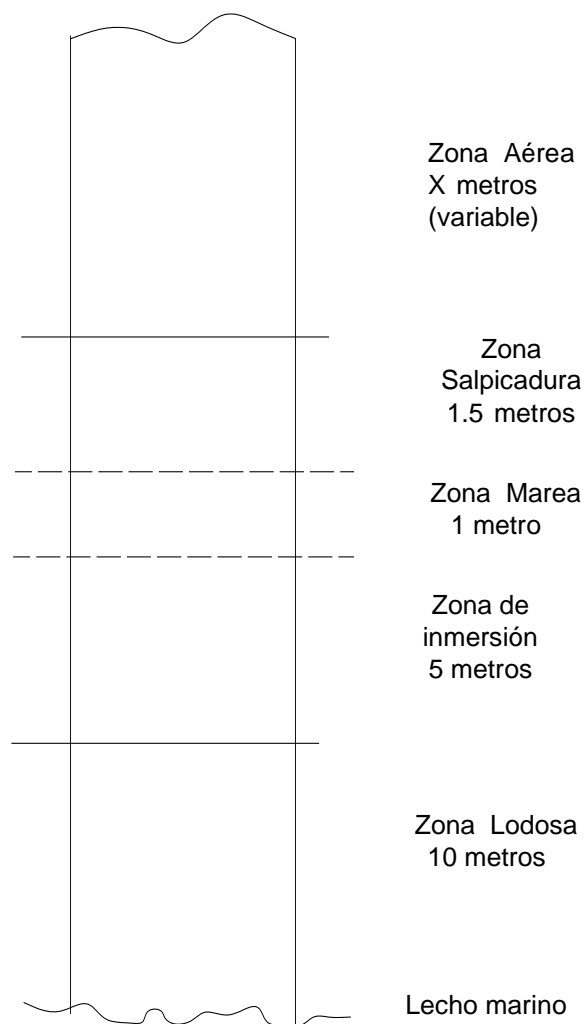 Zona Aérea
X metros
(variable)
Zona
Salpicadura
1.5 metros
Zona Marea
1 metro
Zona de
inmersión
5 metros
Zona Lodosa
10 metros
Lecho marino